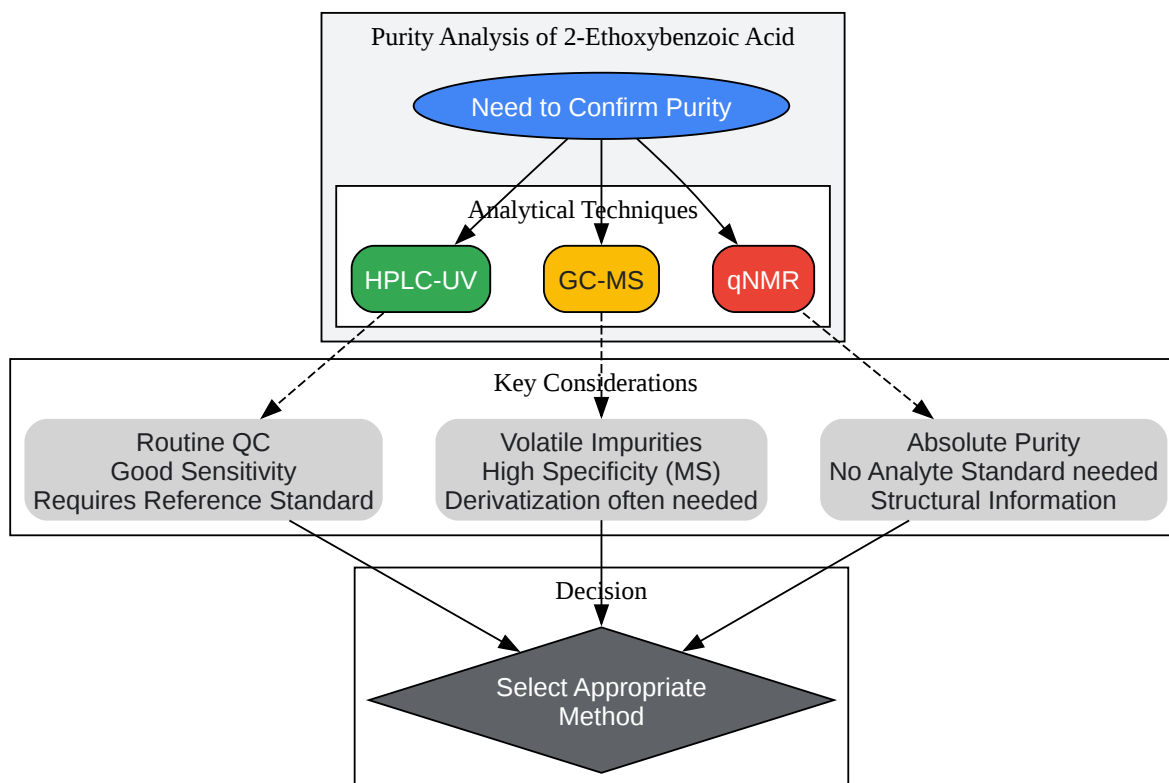 Purity Analysis of 2-Ethoxybenzoic Acid
Need to Confirm Purity
Analytical Techniques
HPLC-UV
GC-MS
qNMR
Key Considerations
Routine QC
Good Sensitivity
Requires Reference Standard
Volatile Impurities
High Specificity (MS)
Derivatization often needed
Absolute Purity
No Analyte Standard needed
Structural Information
Decision
Select Appropriate
Method